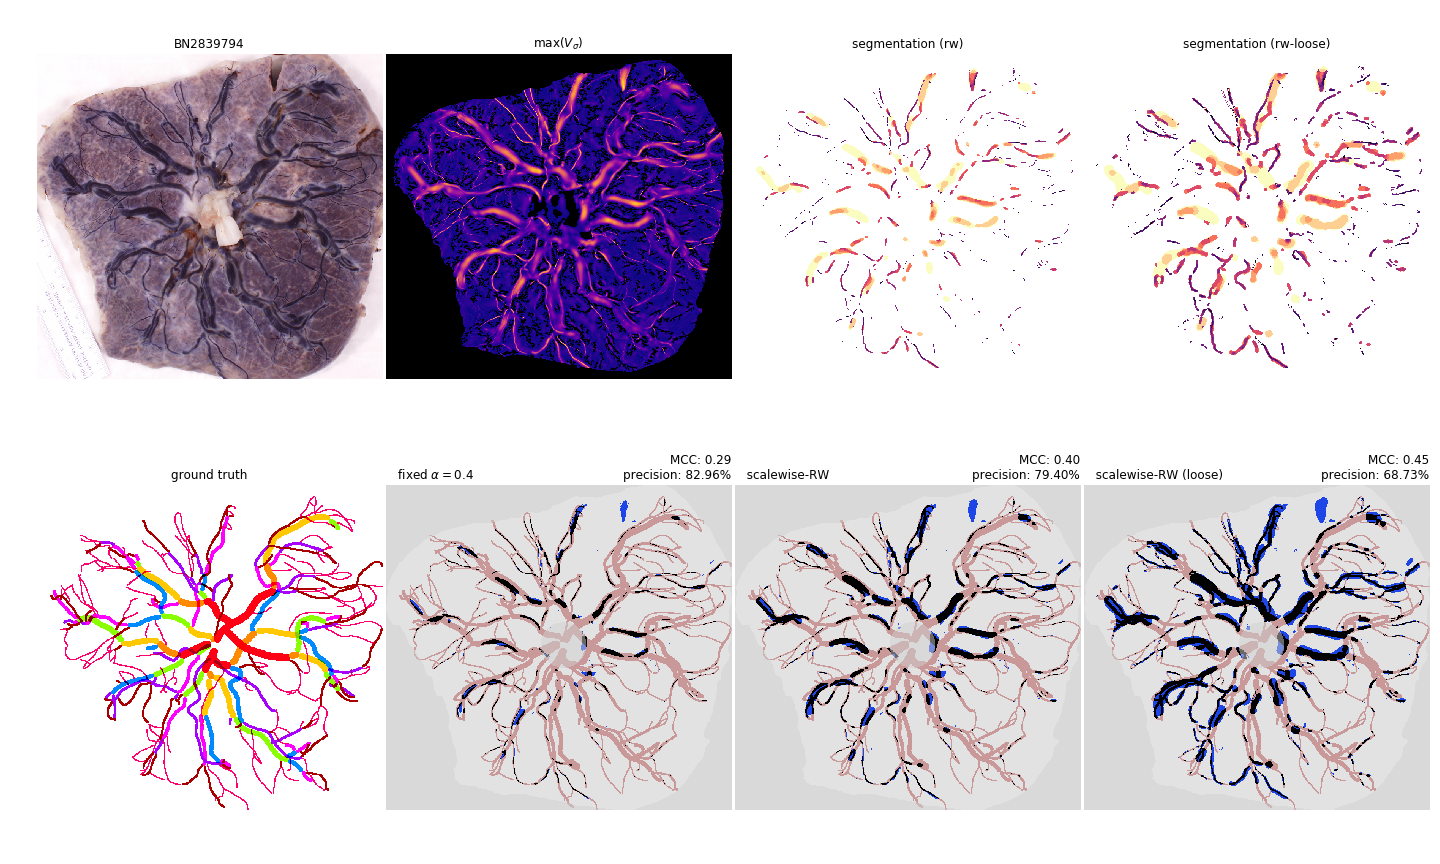 BN2839794
max(Vσ)
segmentation (rw)
segmentation (rw-loose)
ground truth
fixed α = 0.4
MCC: 0.29
precision: 82.96%
scalewise-RW
MCC: 0.40
precision: 79.40%
scalewise-RW (loose)
MCC: 0.45
precision: 68.73%